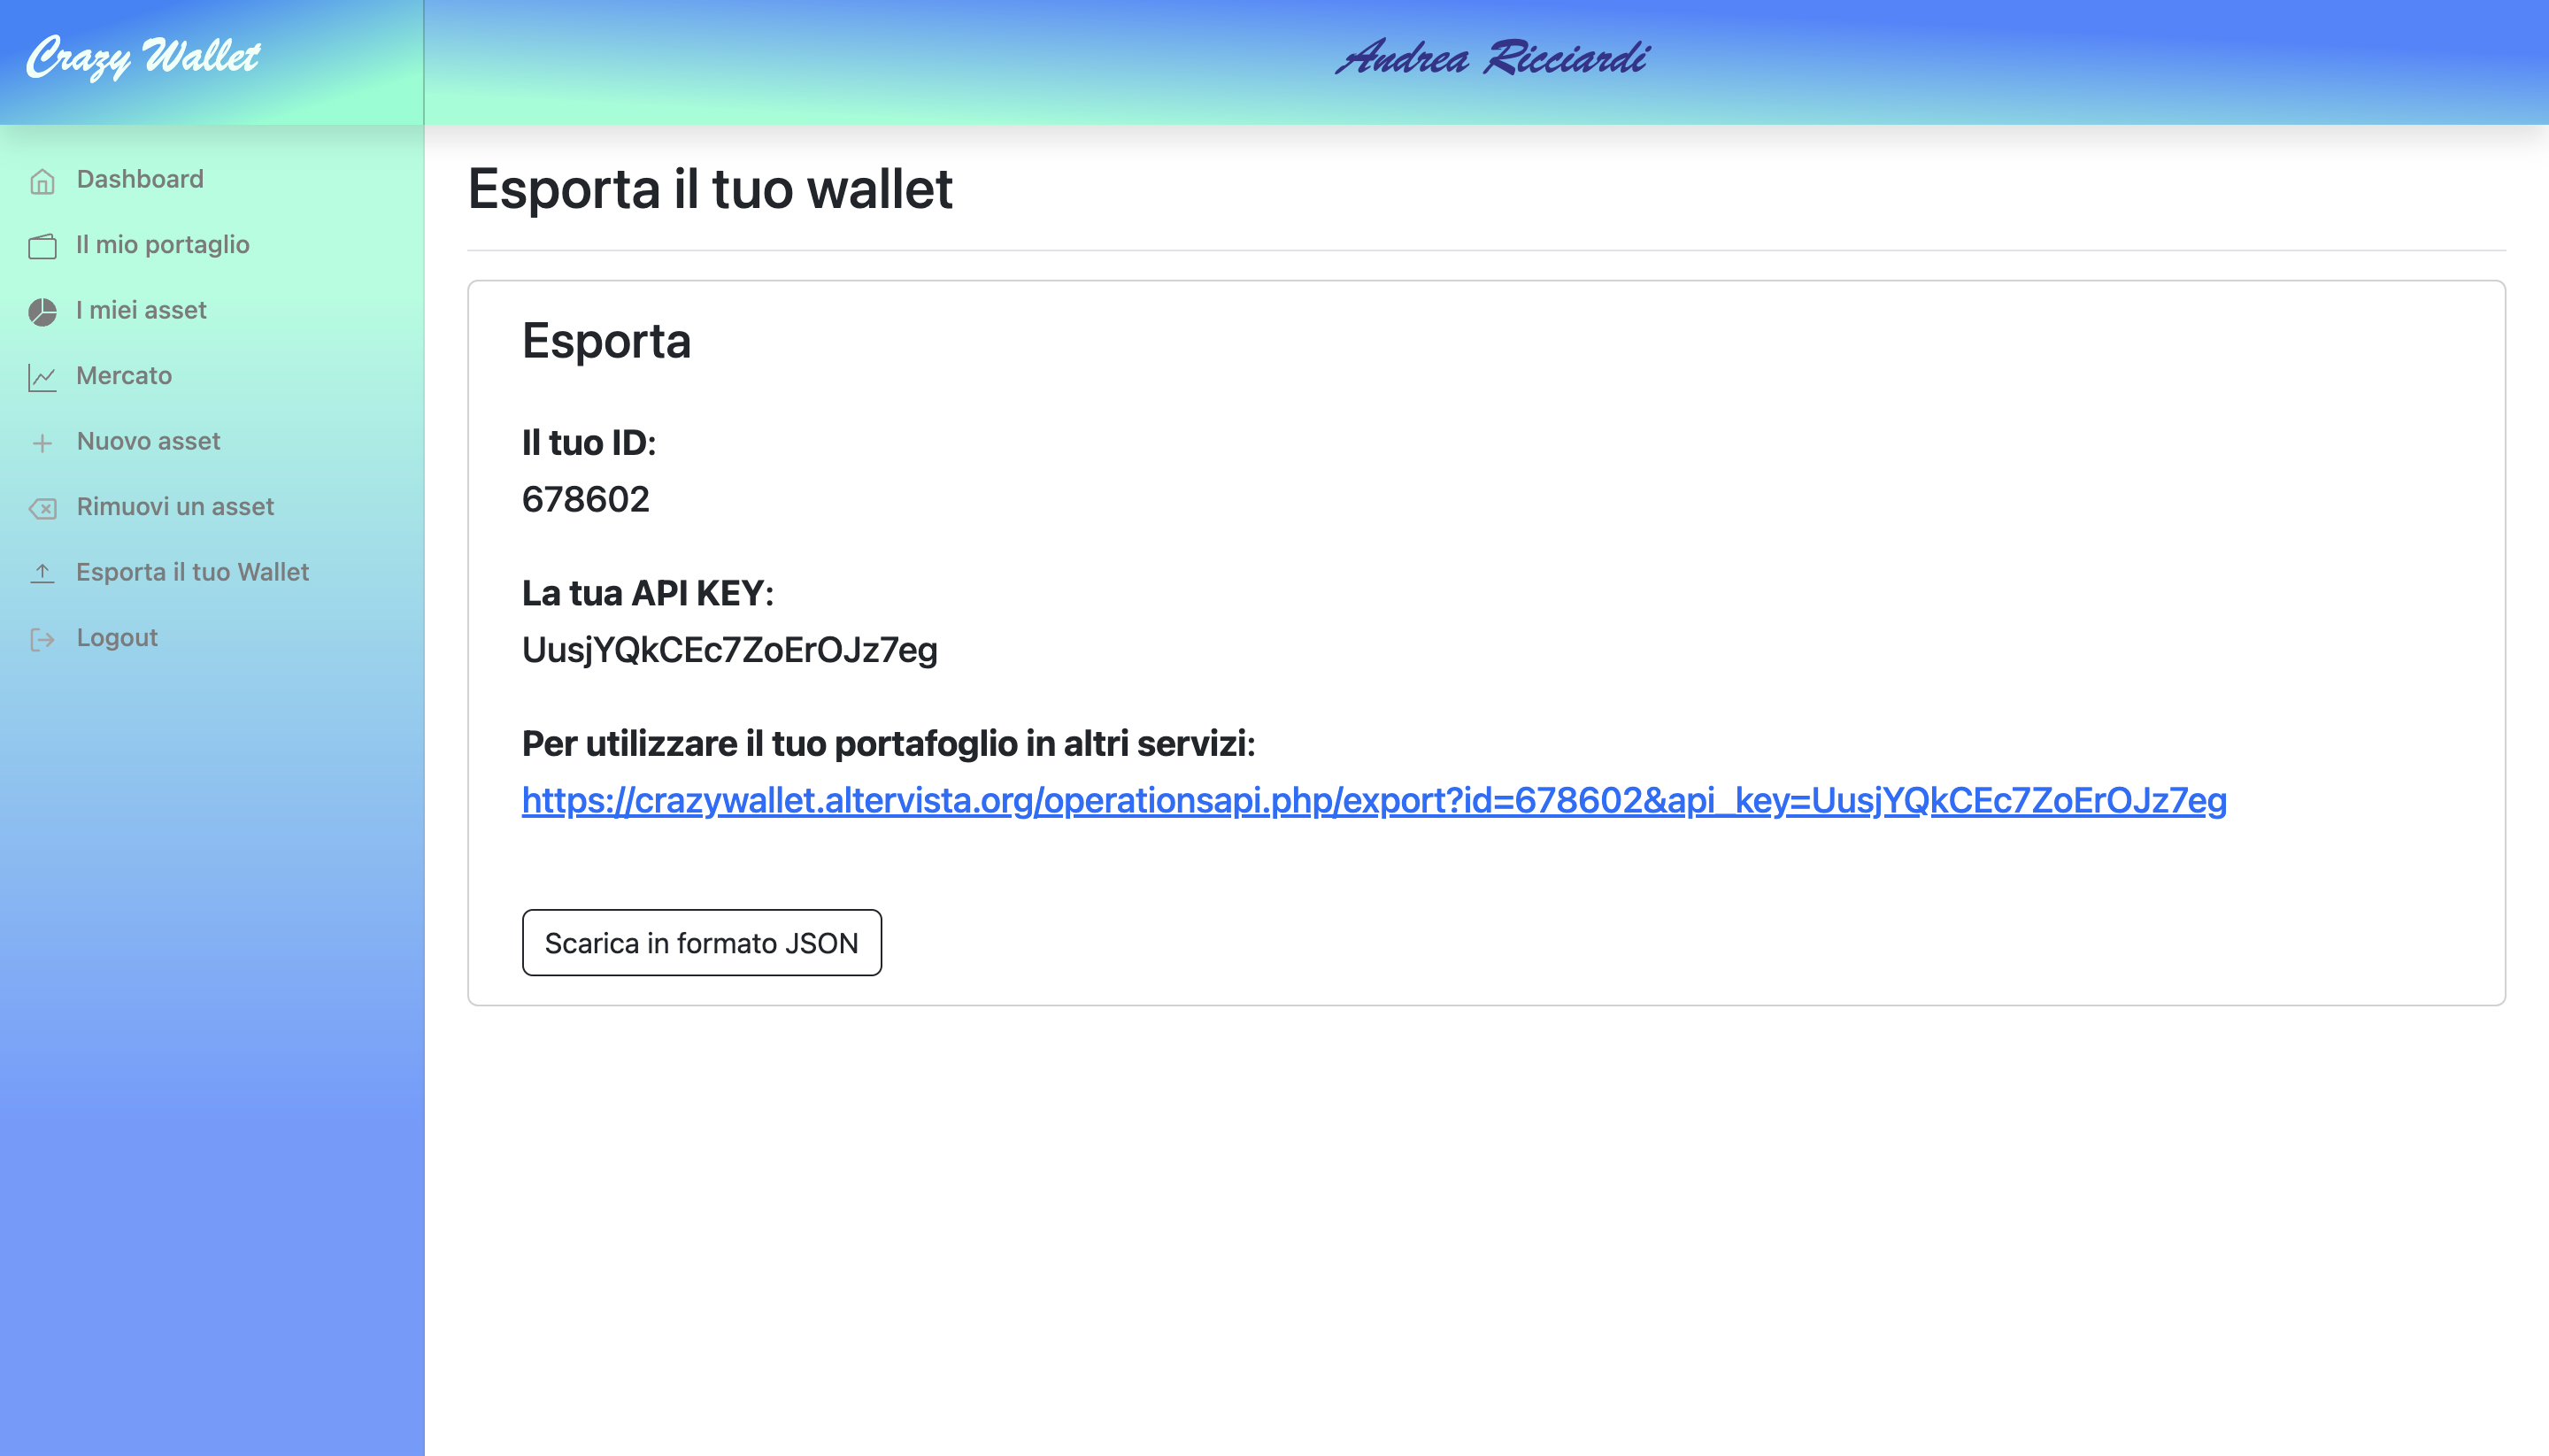 Crazy Wallet
Andrea Ricciardi
Dashboard
Il mio portaglio
I miei asset
Mercato
Nuovo asset
Rimuovi un asset
Esporta il tuo Wallet
Logout
Esporta il tuo wallet
Esporta
Il tuo ID:
678602
La tua API KEY:
UusjYQkCEc7ZoErOJz7eg
Per utilizzare il tuo portafoglio in altri servizi:
https://crazywallet.altervista.org/operationsapi.php/export?id=678602&api_key=UusjYQkCEc7ZoErOJz7eg
Scarica in formato JSON